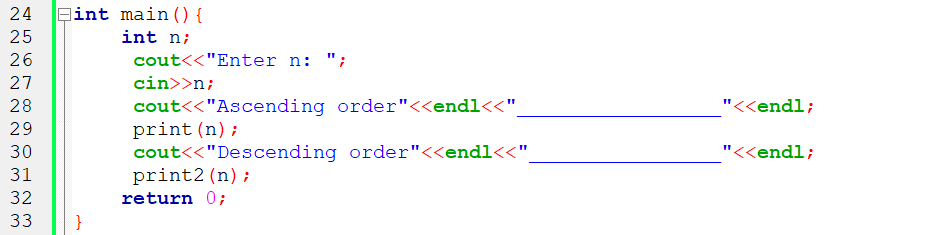 24 int main(){
25 int n;
26 cout<<"Enter n: ";
27 cin>>n;
28 cout<<"Ascending order"<<endl<<"_________________"<<endl;
29 print(n);
30 cout<<"Descending order"<<endl<<"________________"<<endl;
31 print2(n);
32 return 0;
33 }